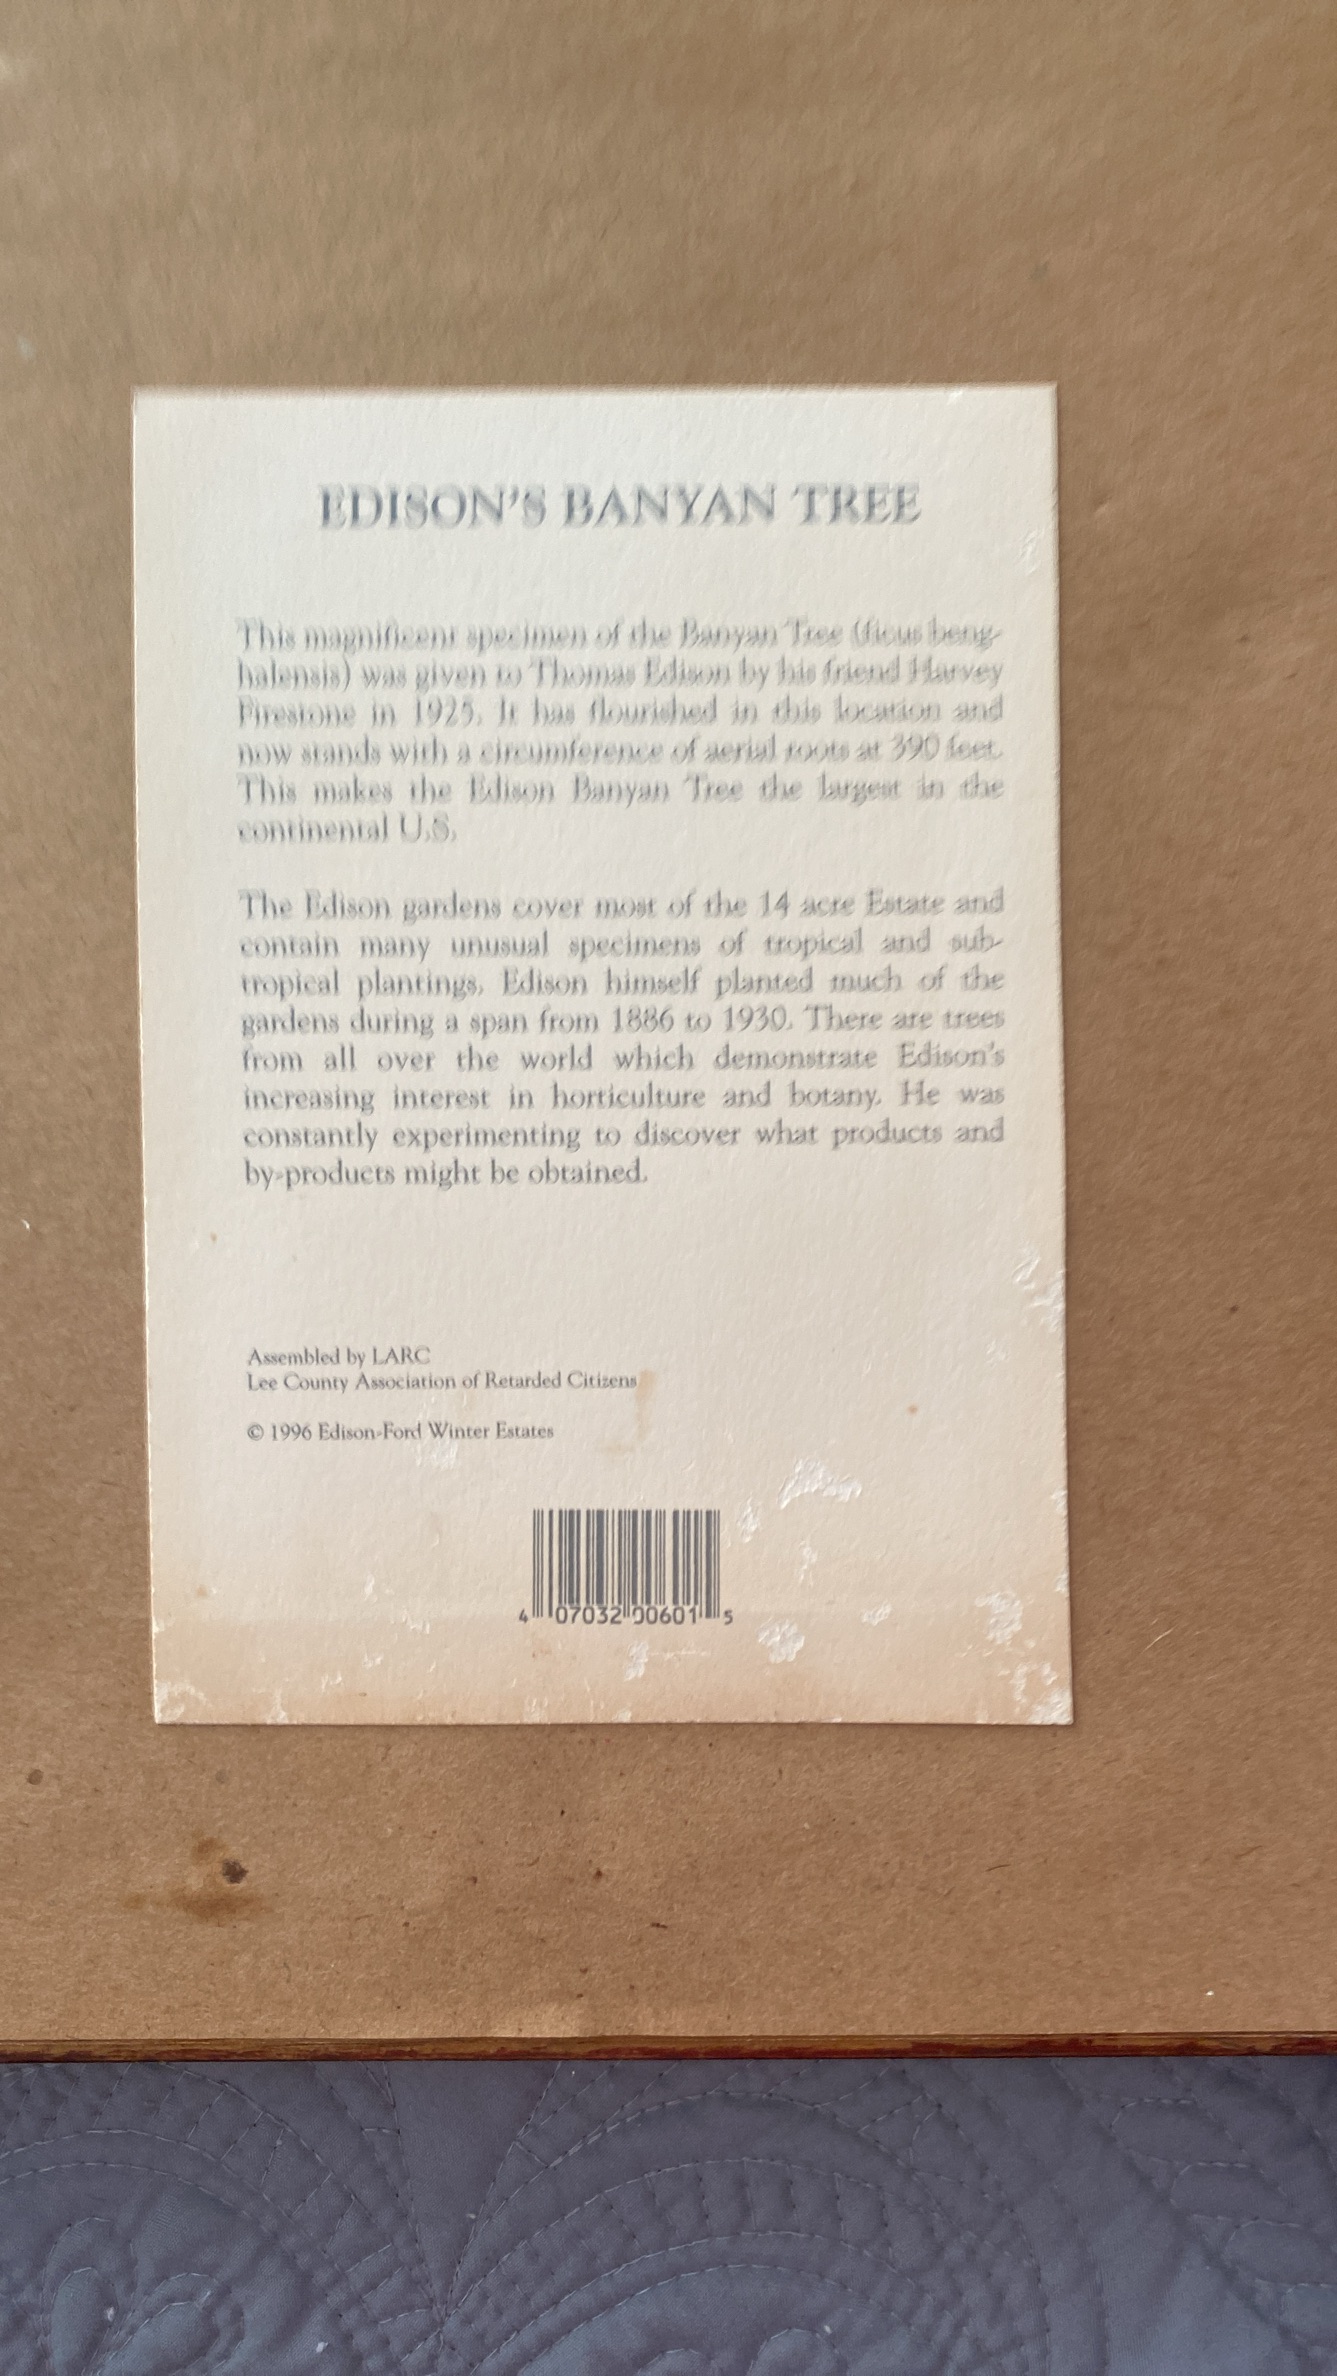 EDISON'S BANYAN TREE
This magnificent specimen of the Banyan Tree (ficus beng-
halensis) was given to Thomas Edison by his friend Harvey
Firestone in 1925. It has flourished in this location and
now stands with a circumference of aerial roots at 390 feet.
This makes the Edison Banyan Tree the largest in the
continental U.S.
The Edison gardens cover most of the 14 acre Estate and
contain many unusual specimens of tropical and sub-
tropical plantings. Edison himself planted much of the
gardens during a span from 1886 to 1930. There are trees
from all over the world which demonstrate Edison's
increasing interest in horticulture and botany. He was
constantly experimenting to discover what products and
by-products might be obtained.
Assembled by LARC
Lee County Association of Retarded Citizens
© 1996 Edison-Ford Winter Estates
4 07032 00601 5